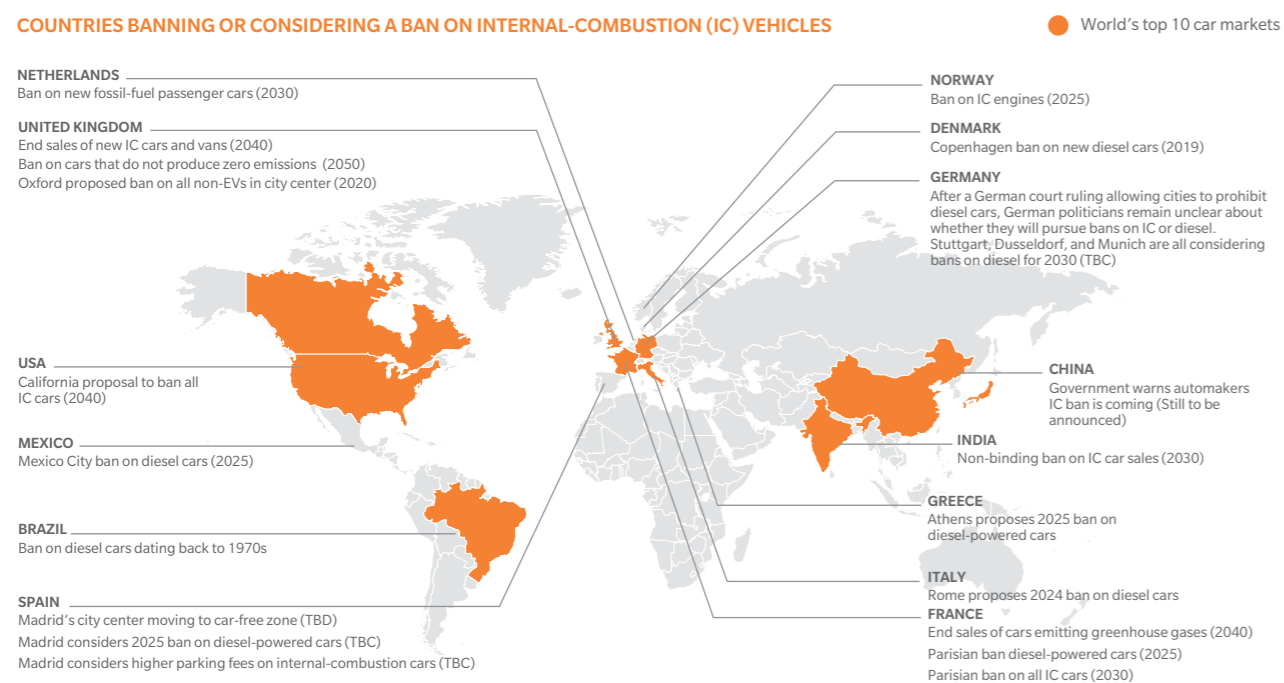 COUNTRIES BANNING OR CONSIDERING A BAN ON INTERNAL-COMBUSTION (IC) VEHICLES
World's top 10 car markets
NETHERLANDS
Ban on new fossil-fuel passenger cars (2030)
UNITED KINGDOM
End sales of new IC cars and vans (2040)
Ban on cars that do not produce zero emissions (2050)
Oxford proposed ban on all non-EVs in city center (2020)
USA
California proposal to ban all
IC cars (2040)
MEXICO
Mexico City ban on diesel cars (2025)
BRAZIL
Ban on diesel cars dating back to 1970s
SPAIN
Madrid's city center moving to car-free zone (TBD)
Madrid considers 2025 ban on diesel-powered cars (TBC)
Madrid considers higher parking fees on internal-combustion cars (TBC)
NORWAY
Ban on IC engines (2025)
DENMARK
Copenhagen ban on new diesel cars (2019)
GERMANY
After a German court ruling allowing cities to prohibit
diesel cars, German politicians remain unclear about
whether they will pursue bans on IC or diesel.
Stuttgart, Dusseldorf, and Munich are all considering
bans on diesel for 2030 (TBC)
CHINA
Government warns automakers
IC ban is coming (Still to be
announced)
INDIA
Non-binding ban on IC car sales (2030)
GREECE
Athens proposes 2025 ban on
diesel-powered cars
ITALY
Rome proposes 2024 ban on diesel cars
FRANCE
End sales of cars emitting greenhouse gases (2040)
Parisian ban diesel-powered cars (2025)
Parisian ban on all IC cars (2030)